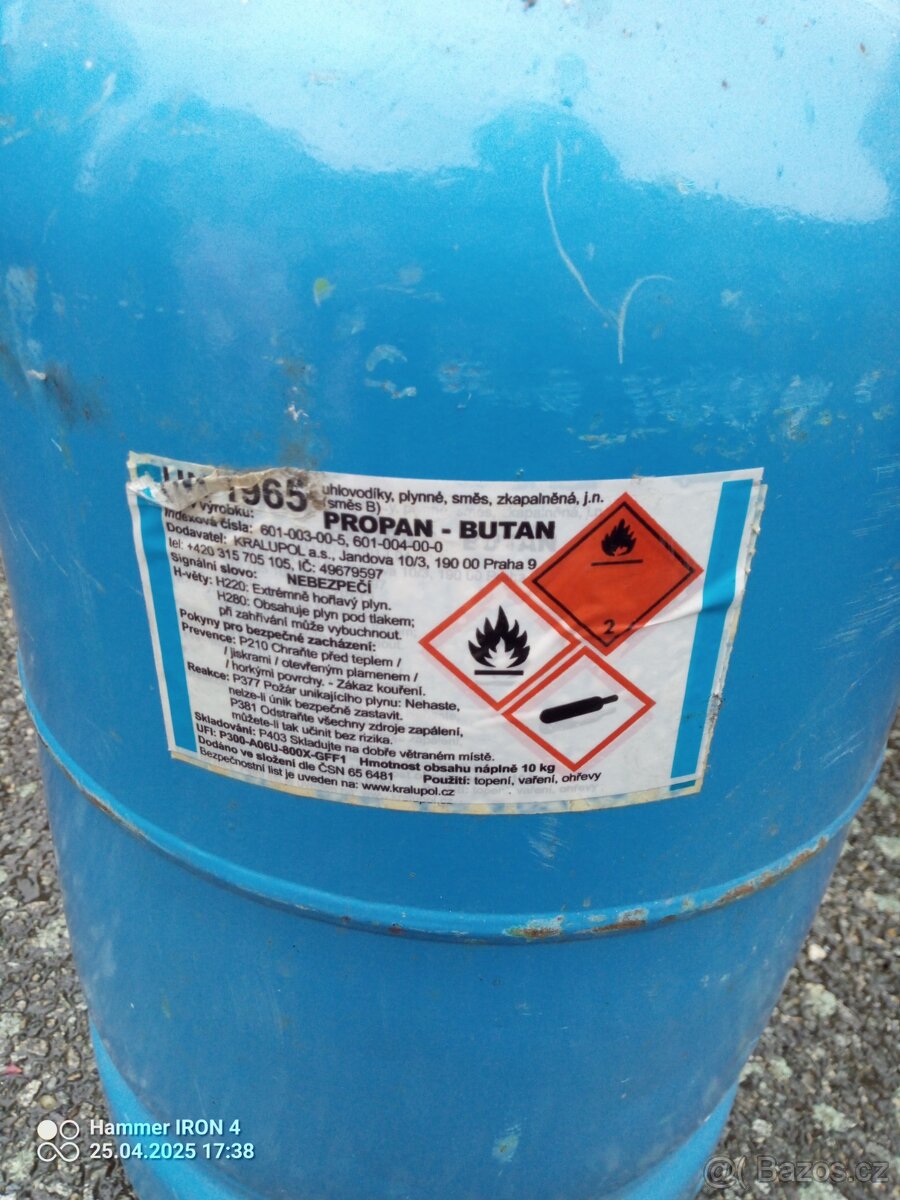 1965 uhlovodíky, plynné, směs, zkapalněná, j.n.
(směs B)
výrobku: PROPAN - BUTAN
Indexová čísla: 601-003-00-5, 601-004-00-0
Dodavatel: KRALUPOL a.s., Jandova 10/3, 190 00 Praha 9
tel: +420 315 705 105, IČ: 49679597
Signální slovo: NEBEZPEČÍ
H-věty: H220: Extrémně hořlavý plyn.
H280: Obsahuje plyn pod tlakem;
při zahřívání může vybuchnout.
Pokyny pro bezpečné zacházení:
Prevence: P210 Chraňte před teplem /
/ jiskrami / otevřeným plamenem /
/ horkými povrchy. - Zákaz kouření.
Reakce: P377 Požár unikajícího plynu: Nehaste,
nelze-li únik bezpečně zastavit.
P381 Odstraňte všechny zdroje zapálení,
můžete-li tak učinit bez rizika.
Skladování: P403 Skladujte na dobře větraném místě.
UFI: P300-A06U-800X-GFF1 Hmotnost obsahu náplně 10 kg
Dodáno ve složení dle ČSN 65 6481 Použití: topení, vaření, ohřevy
Bezpečnostní list je uveden na: www.kralupol.cz
2
Hammer IRON 4
25.04.2025 17:38
@ Bazos.cz